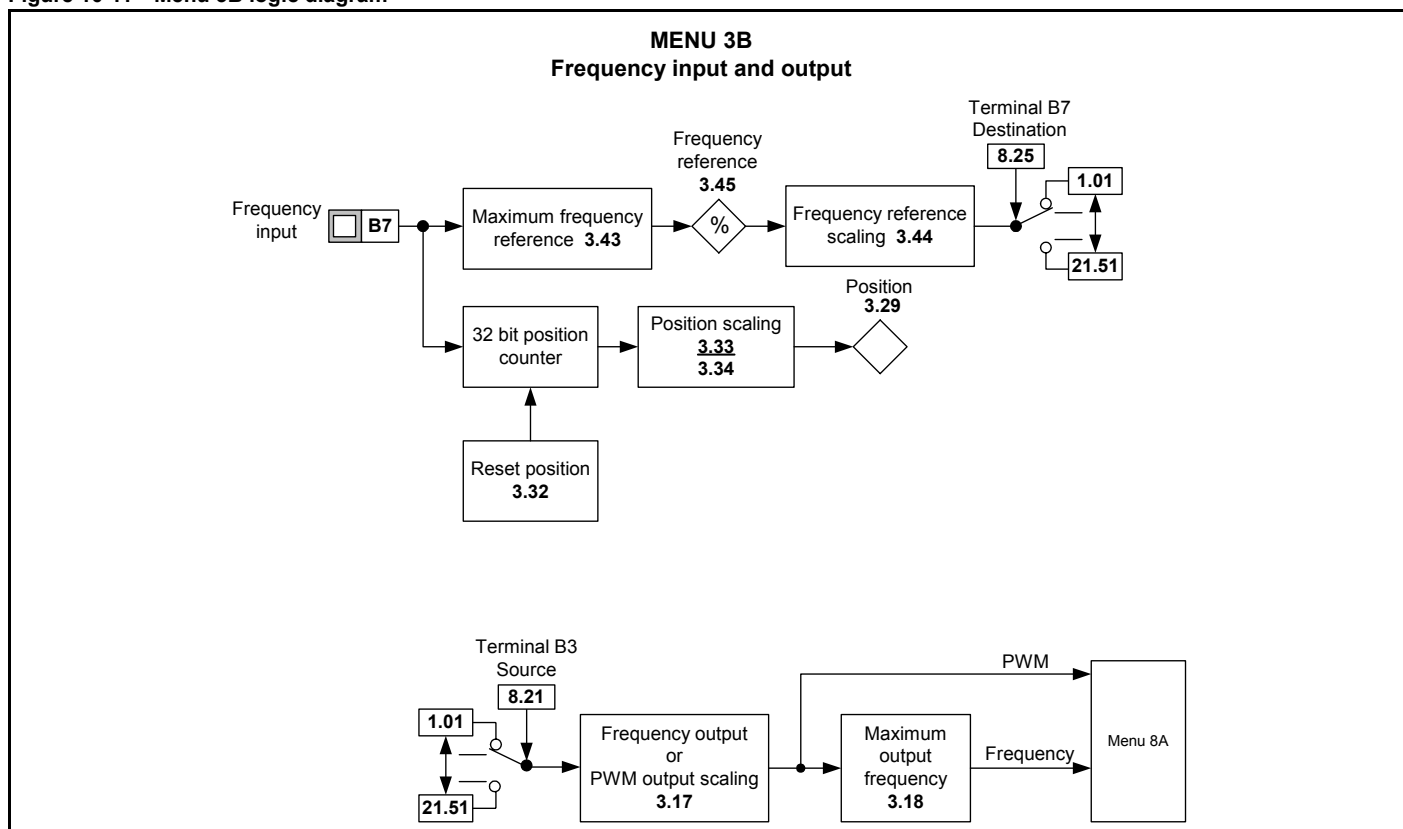 Figure 10-11 Menu 3B logic diagram
MENU 3B
Frequency input and output
Terminal B7
Destination
8.25
1.01
21.51
Frequency
reference
3.45
%
Frequency
input
B7
Maximum frequency
reference 3.43
Frequency reference
scaling 3.44
32 bit position
counter
Position scaling
3.33
3.34
Position
3.29
Reset position
3.32
Terminal B3
Source
8.21
1.01
21.51
Frequency output
or
PWM output scaling
3.17
PWM
Maximum
output
frequency
3.18
Frequency
Menu 8A